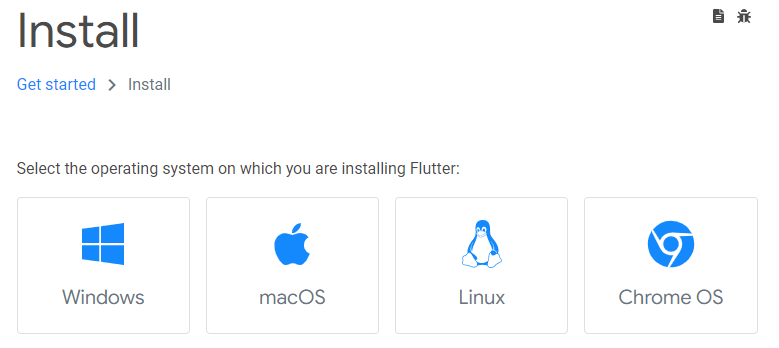 Install
Get started > Install
Select the operating system on which you are installing Flutter:
Windows macOS Linux Chrome OS